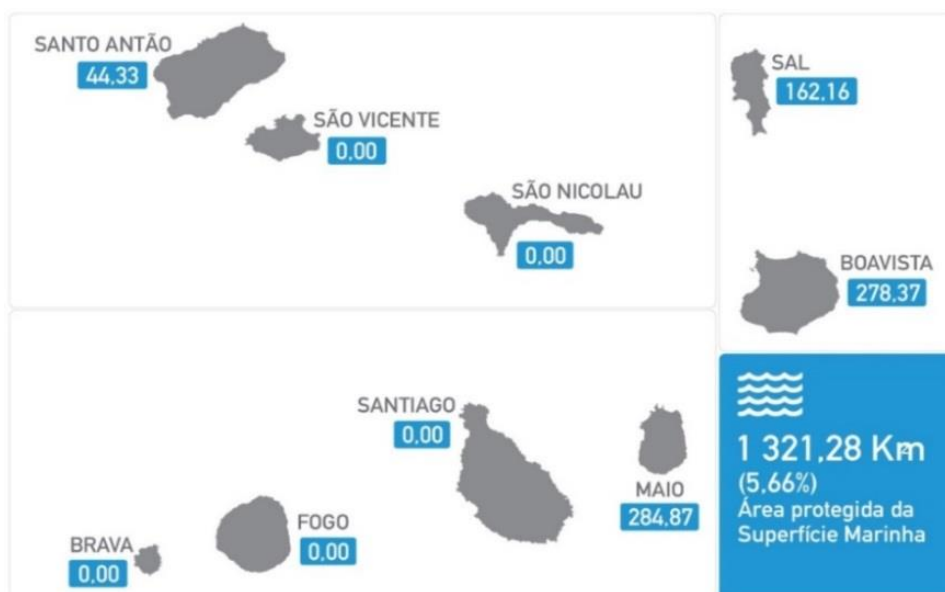 SANTO ANTÃO
44,33
SÃO VICENTE
0,00
SÃO NICOLAU
0,00
SAL
162,16
BOAVISTA
278,37
SANTIAGO
0,00
MAIO
284,87
FOGO
0,00
BRAVA
0,00
1 321,28 Km²
(5,66%)
Área protegida da
Superfície Marinha